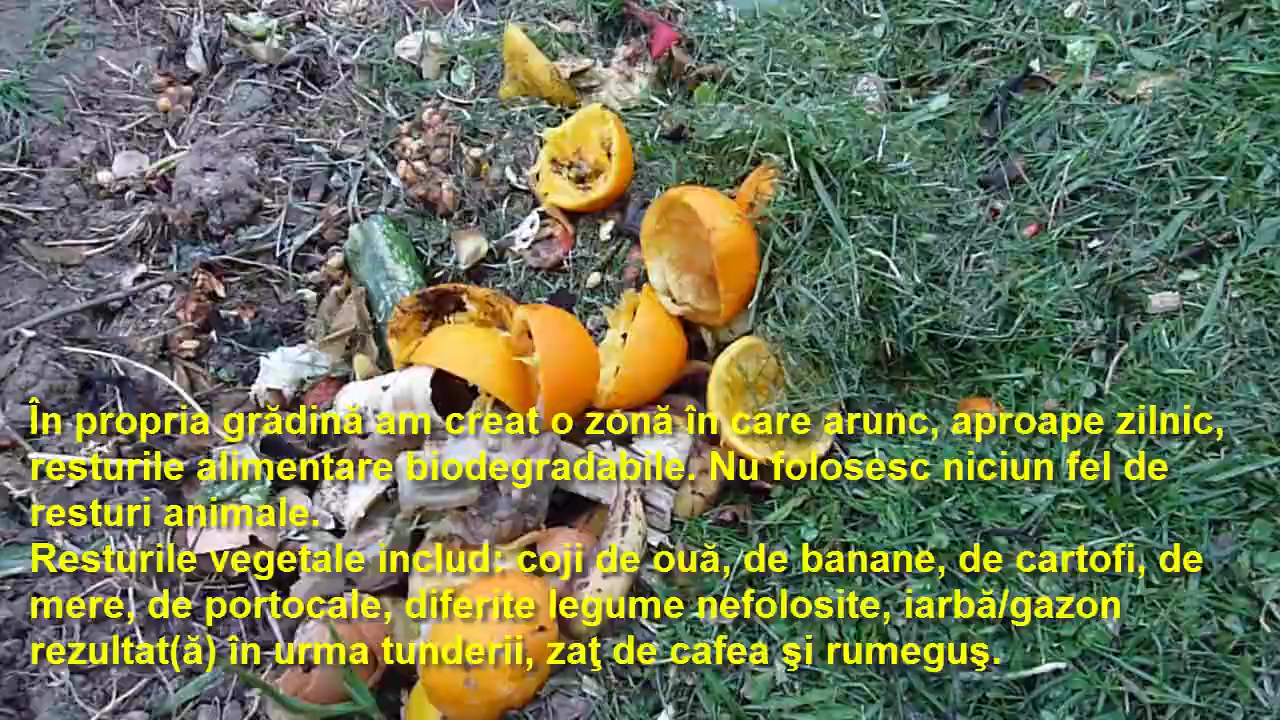 În propria grădină am creat o zonă în care arunc, aproape zilnic,
resturile alimentare biodegradabile. Nu folosesc niciun fel de
resturi animale.
Resturile vegetale includ: coji de ouă, de banane, de cartofi, de
mere, de portocale, diferite legume nefolosite, iarbă/gazon
rezultat(ă) în urma tunderii, zaţ de cafea şi rumeguş.